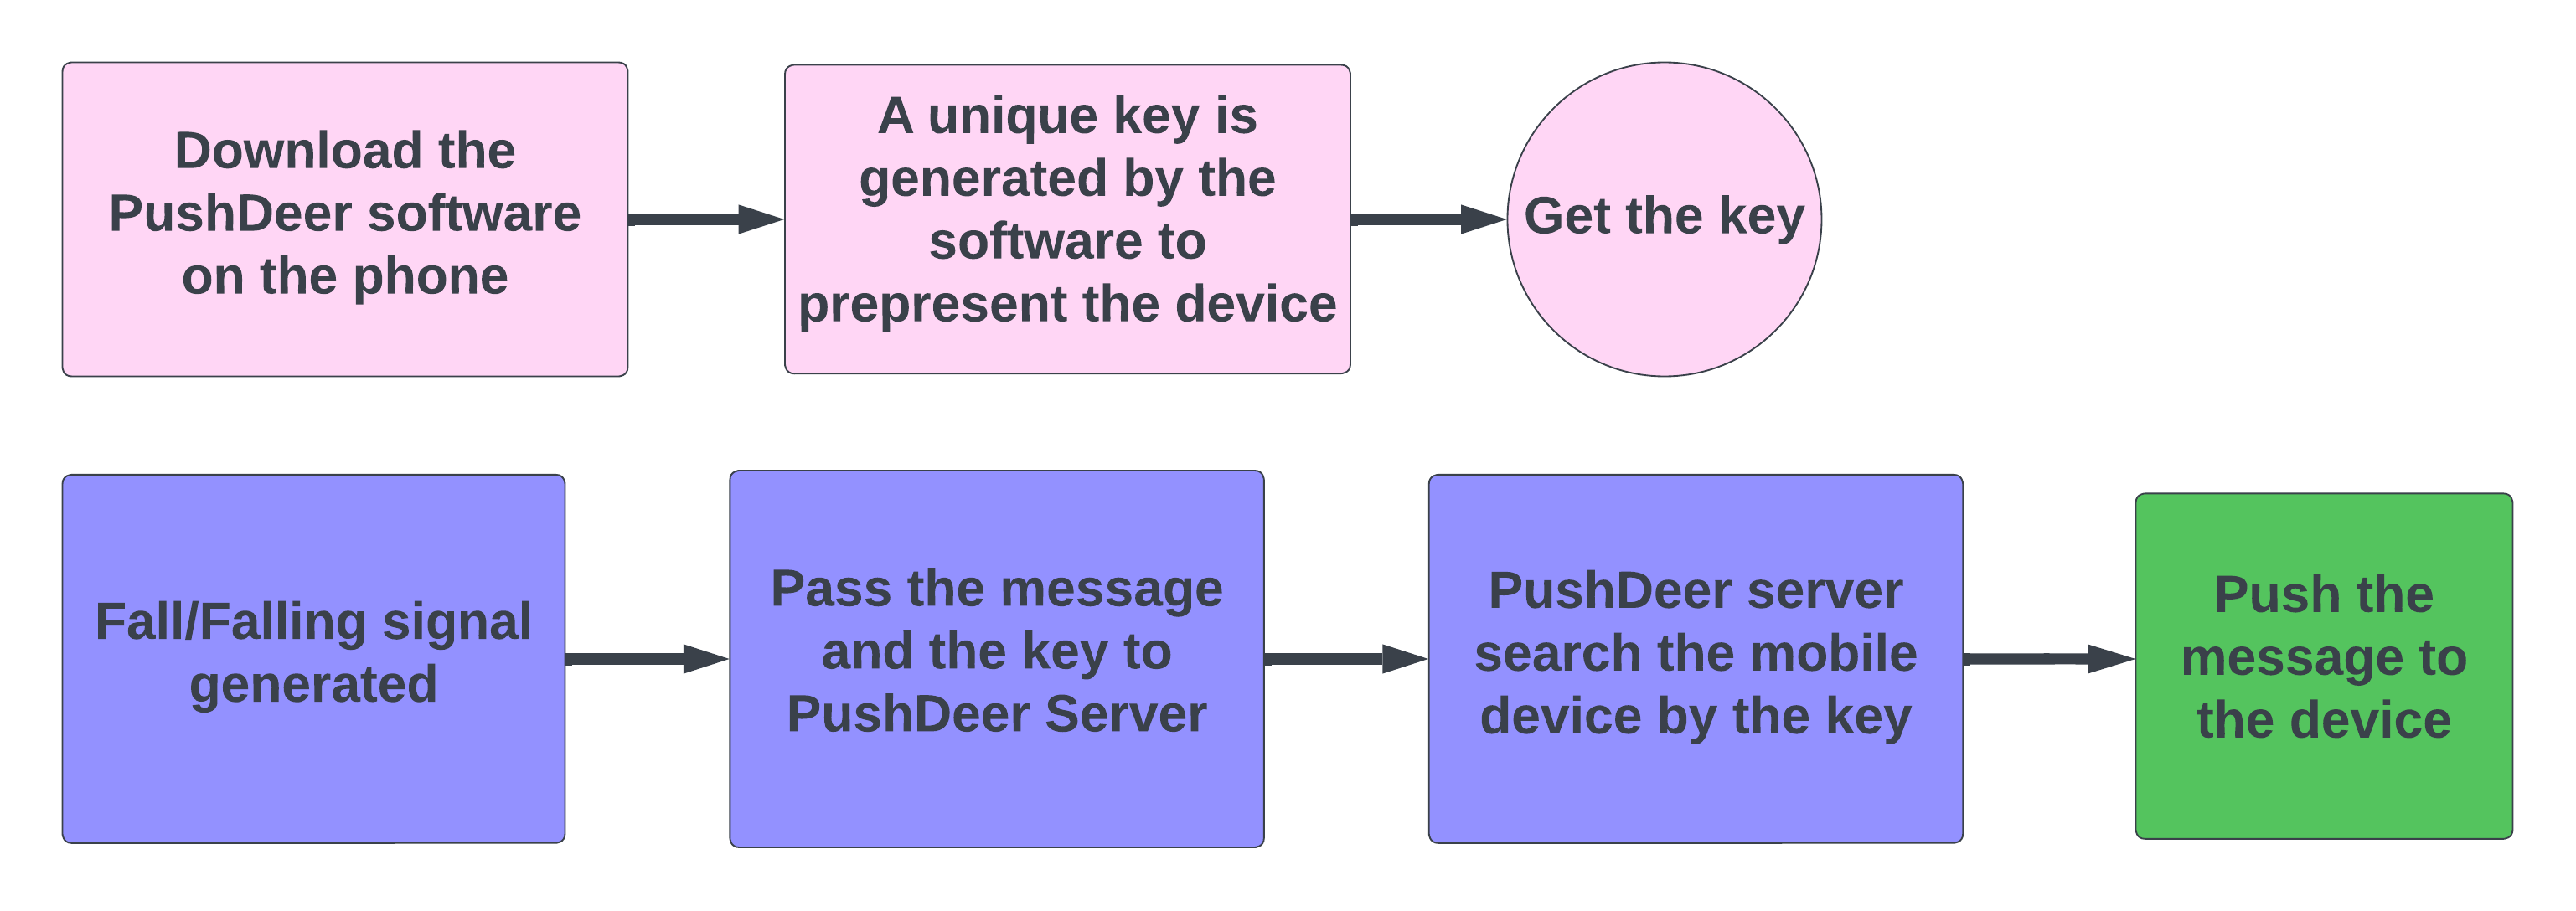 Download the
PushDeer software
on the phone
A unique key is
generated by the
software to
prepresent the device
Get the key
Fall/Falling signal
generated
Pass the message
and the key to
PushDeer Server
PushDeer server
search the mobile
device by the key
Push the
message to
the device